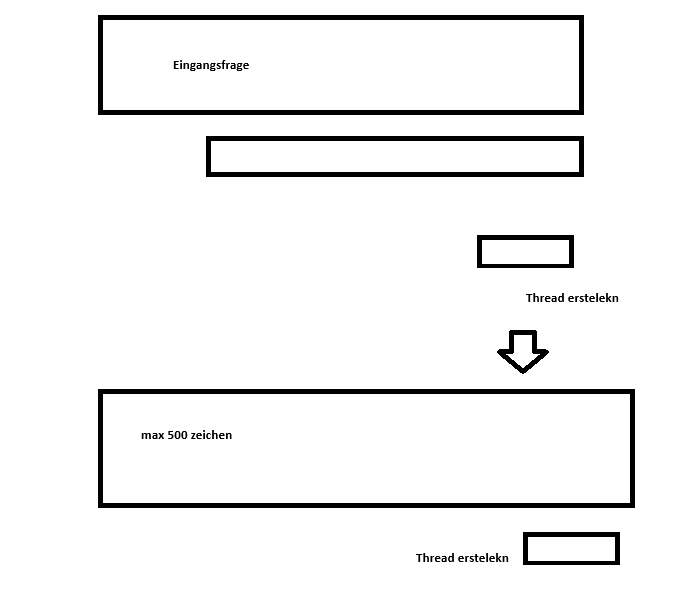 Eingangsfrage
Thread erstelekn
max 500 zeichen
Thread erstelekn